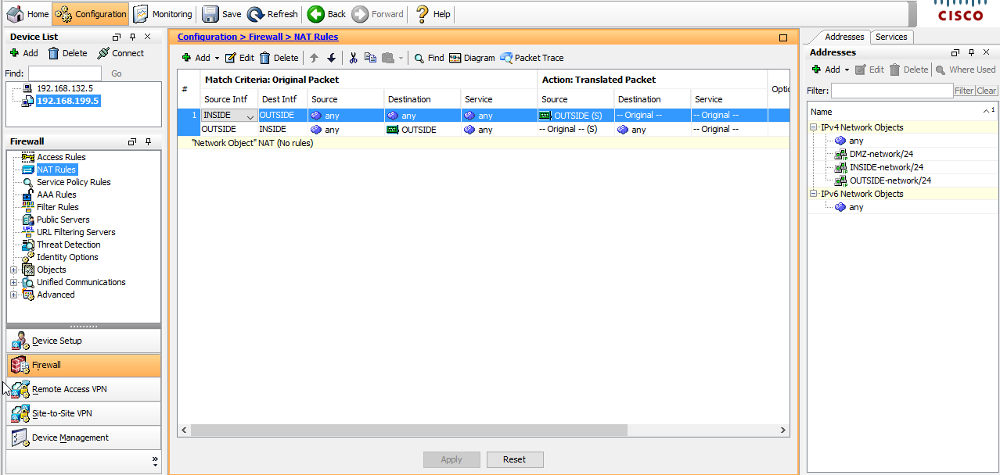 Home Configuration Monitoring Save Refresh Back Forward Help
CISCO
Device List
Add Delete Connect
Find: Go
192.168.132.5
192.168.199.5
Firewall
Access Rules
NAT Rules
Service Policy Rules
AAA Rules
Filter Rules
Public Servers
URL Filtering Servers
Threat Detection
Identity Options
Objects
Unified Communications
Advanced
Device Setup
Firewall
Remote Access VPN
Site-to-Site VPN
Device Management
Configuration > Firewall > NAT Rules
Add Edit Delete Find Diagram Packet Trace
# Match Criteria: Original Packet Action: Translated Packet Optic
Source Intf Dest Intf Source Destination Service Source Destination Service
1 INSIDE OUTSIDE any any any OUTSIDE (S) -- Original -- -- Original --
OUTSIDE INSIDE any OUTSIDE any -- Original -- (S) any -- Original --
"Network Object" NAT (No rules)
Apply Reset
Addresses Services
Addresses
Add Edit Delete Where Used
Filter: Filter Clear
Name 1
IPv4 Network Objects
any
DMZ-network/24
INSIDE-network/24
OUTSIDE-network/24
IPv6 Network Objects
any